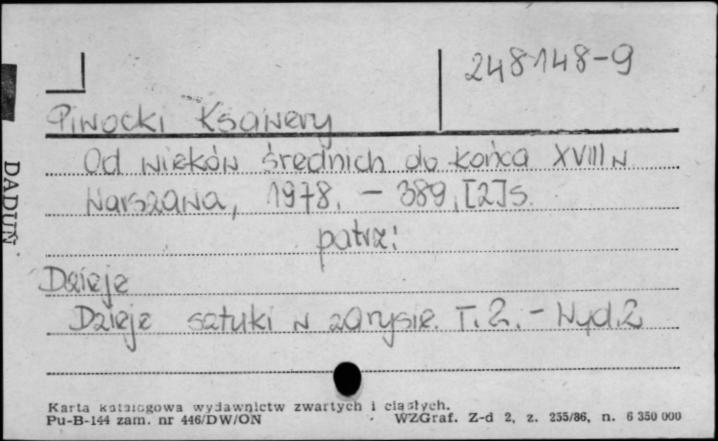 248148-9
Piwocki Ksawery
Od wieków średnich do końca XVIII w
Warszawa, 1978. – 389, [2] s.
patrz:
Dzieje
Dzieje sztuki w zarysie. T. 2. – Wyd. 2
DADUŃ
Karta katalogowa wydawnictw zwartych i ciągłych.
Pu-B-144 zam. nr 446/DW/ON WZGraf. Z-d 2, z. 255/86, n. 6 350 000